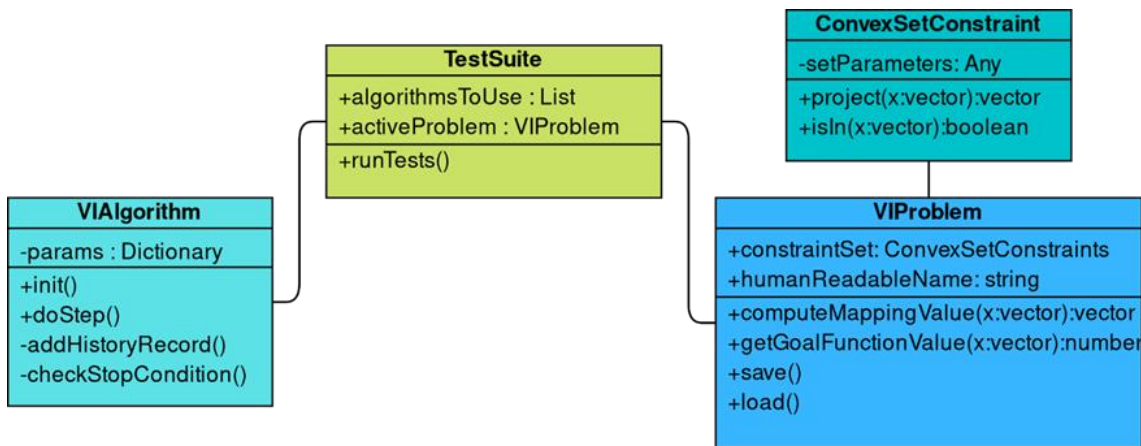 ConvexSetConstraint
-setParameters: Any
+project(x:vector):vector
+isIn(x:vector):boolean
TestSuite
+algorithmsToUse : List
+activeProblem : VIProblem
+runTests()
VIAlgorithm
-params : Dictionary
+init()
+doStep()
-addHistoryRecord()
-checkStopCondition()
VIProblem
+constraintSet: ConvexSetConstraints
+humanReadableName: string
+computeMappingValue(x:vector):vector
+getGoalFunctionValue(x:vector):number
+save()
+load()